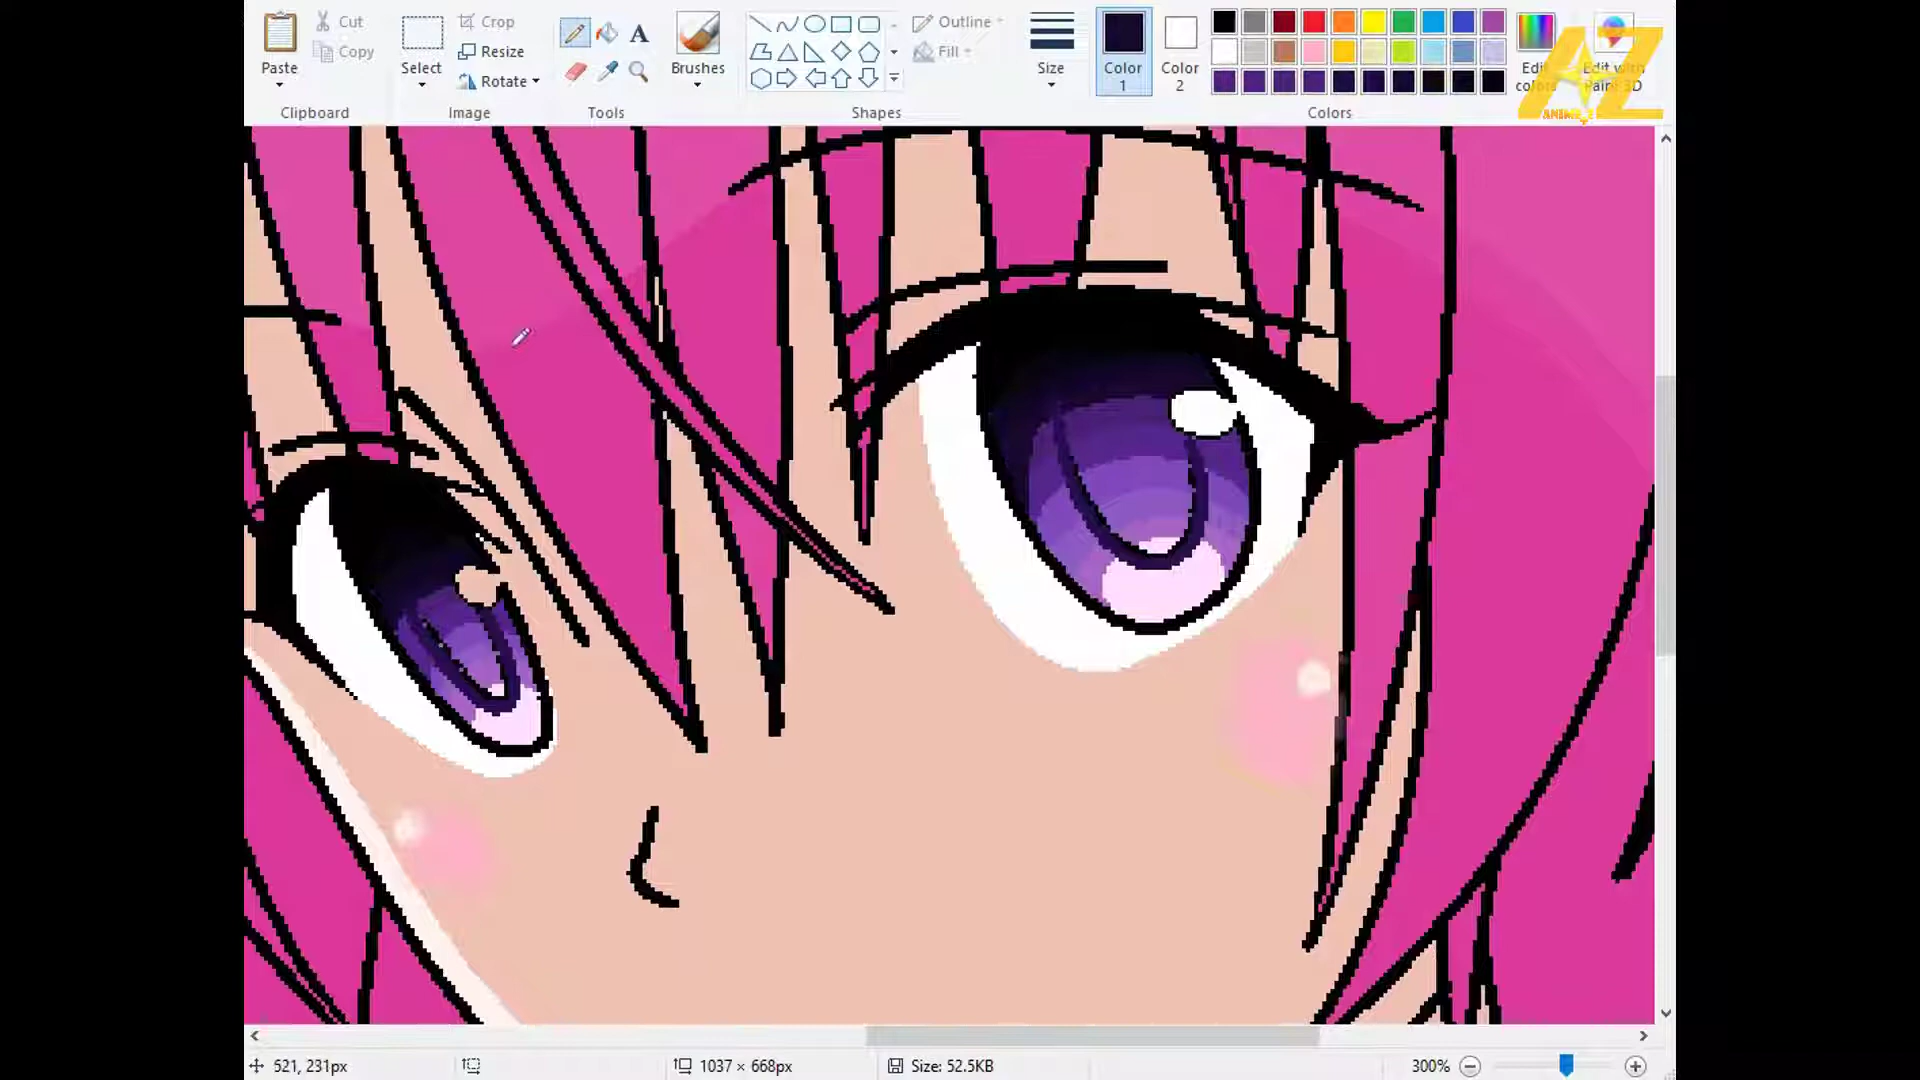 Paste
Cut
Copy
Clipboard
Select
Crop
Resize
Rotate
Image
A
Tools
Brushes
Shapes
Outline
Fill
Size
Color
1
Color
2
Colors
Edit
colors
Edit with
Paint 3D
AZ
ANIME
521, 231px
1037 × 668px
Size: 52.5KB
300%